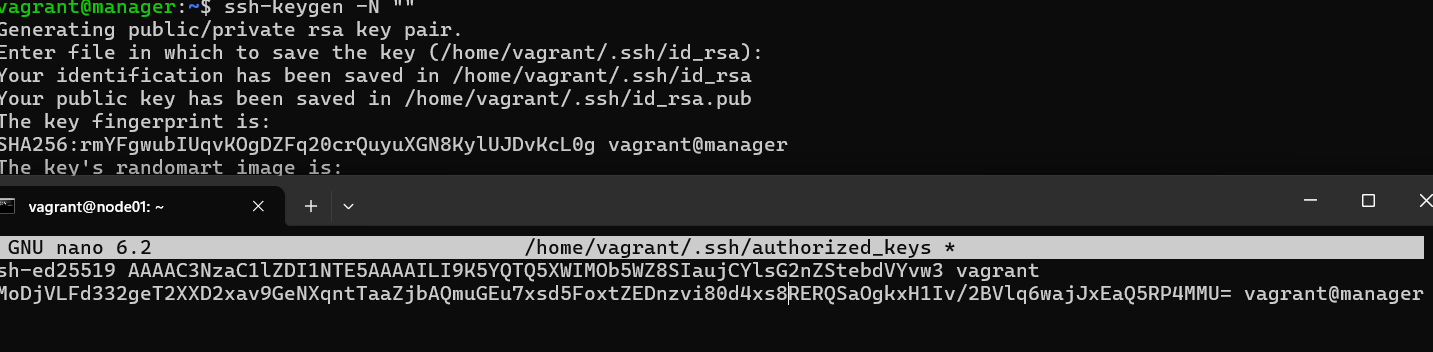 vagrant@manager:~$ ssh-keygen -N ""
Generating public/private rsa key pair.
Enter file in which to save the key (/home/vagrant/.ssh/id_rsa):
Your identification has been saved in /home/vagrant/.ssh/id_rsa
Your public key has been saved in /home/vagrant/.ssh/id_rsa.pub
The key fingerprint is:
SHA256:rmYFgwubIUqvKOgDZFq20crQuyuXGN8KylUJDvKcL0g vagrant@manager
The key's randomart image is:
vagrant@node01: ~
GNU nano 6.2 /home/vagrant/.ssh/authorized_keys *
sh-ed25519 AAAAC3NzaC1lZDI1NTE5AAAAILI9K5YQTQ5XWIMOb5WZ8SIaujCYlsG2nZStebdVYvw3 vagrant
MoDjVLFd332geT2XXD2xav9GeNXqntTaaZjbAQmuGEu7xsd5FoxtZEDnzvi80d4xs8RERQSaOgkxH1Iv/2BVlq6wajJxEaQ5RP4MMU= vagrant@manager